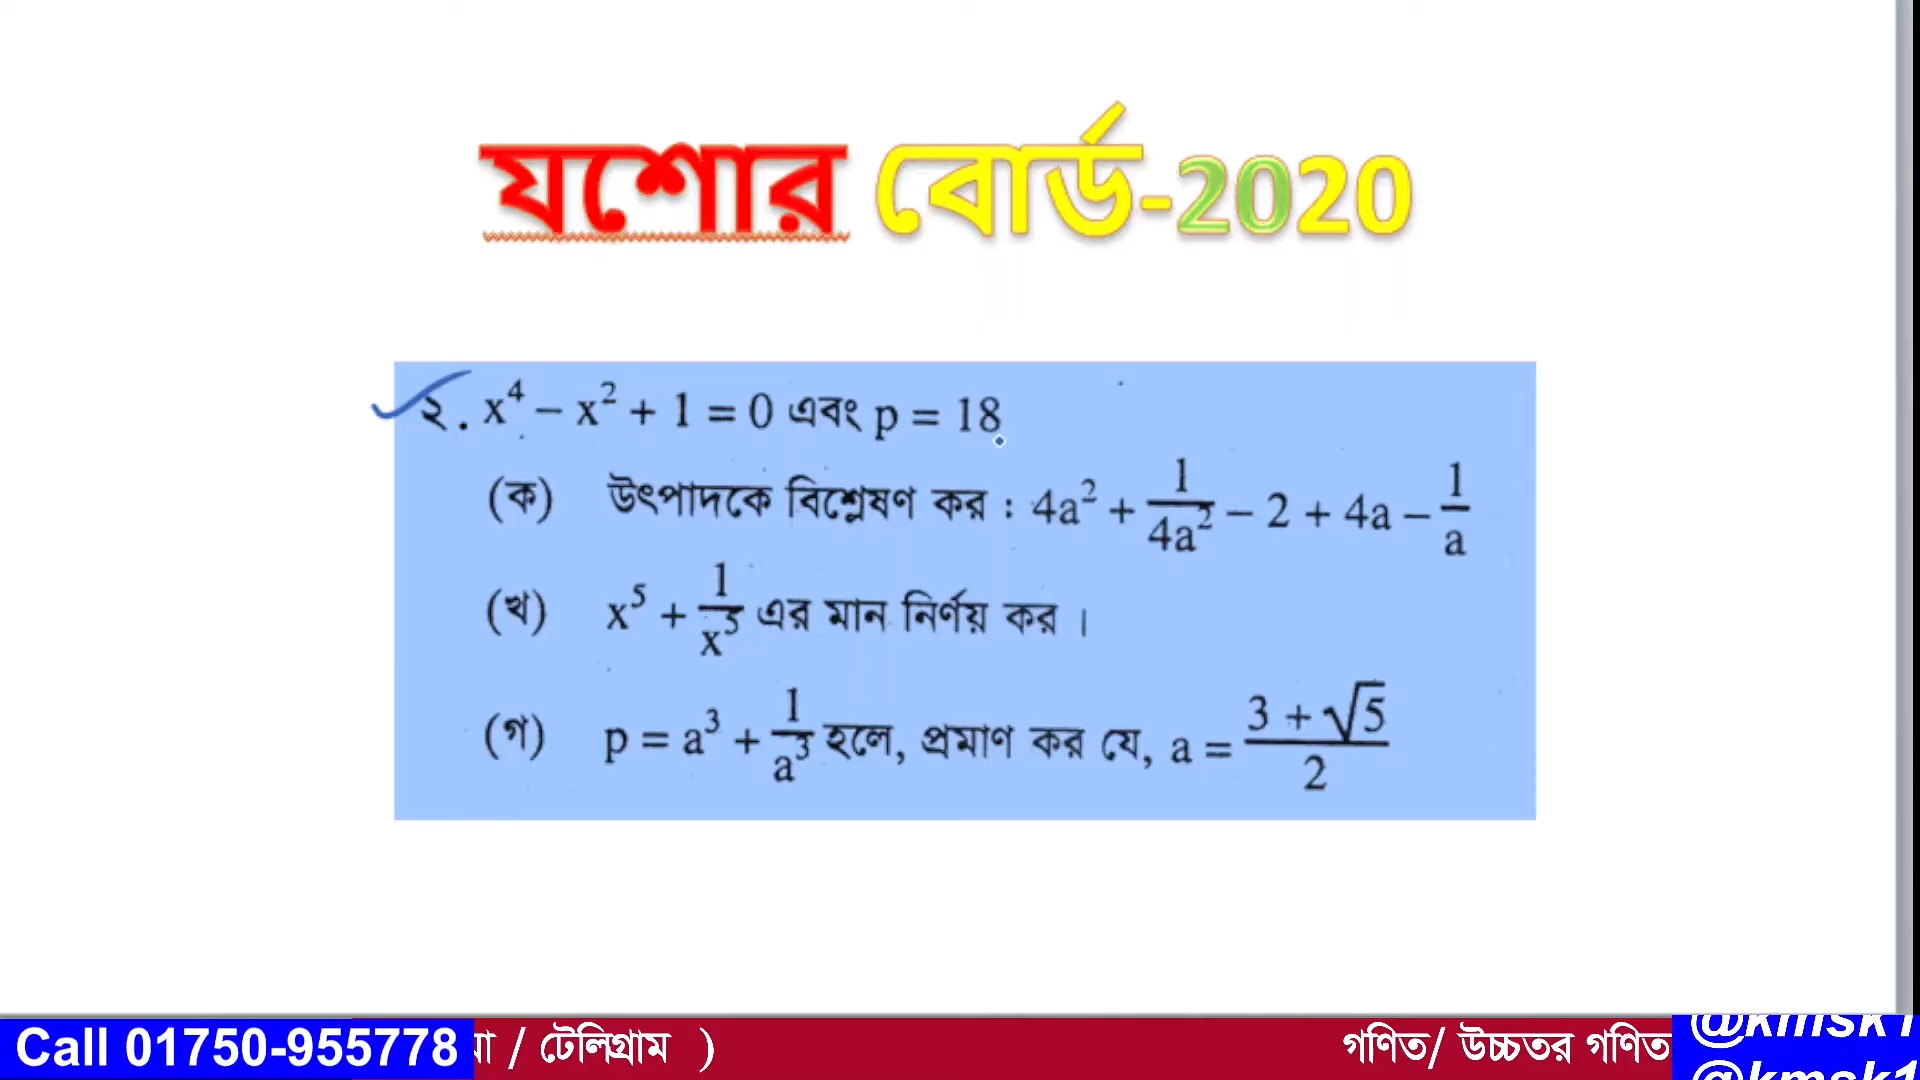 যশোর বোর্ড-2020
২. x⁴ – x² + 1 = 0 এবং p = 18
(ক) উৎপাদকে বিশ্লেষণ কর : 4a² + 1/4a² – 2 + 4a – 1/a
(খ) x⁵ + 1/x⁵ এর মান নির্ণয় কর ।
(গ) p = a³ + 1/a³ হলে, প্রমাণ কর যে, a = (3 + √5)/2
Call 01750-955778 / টেলিগ্রাম ) গণিত/ উচ্চতর গণিত @kmsk1
@kmsk1